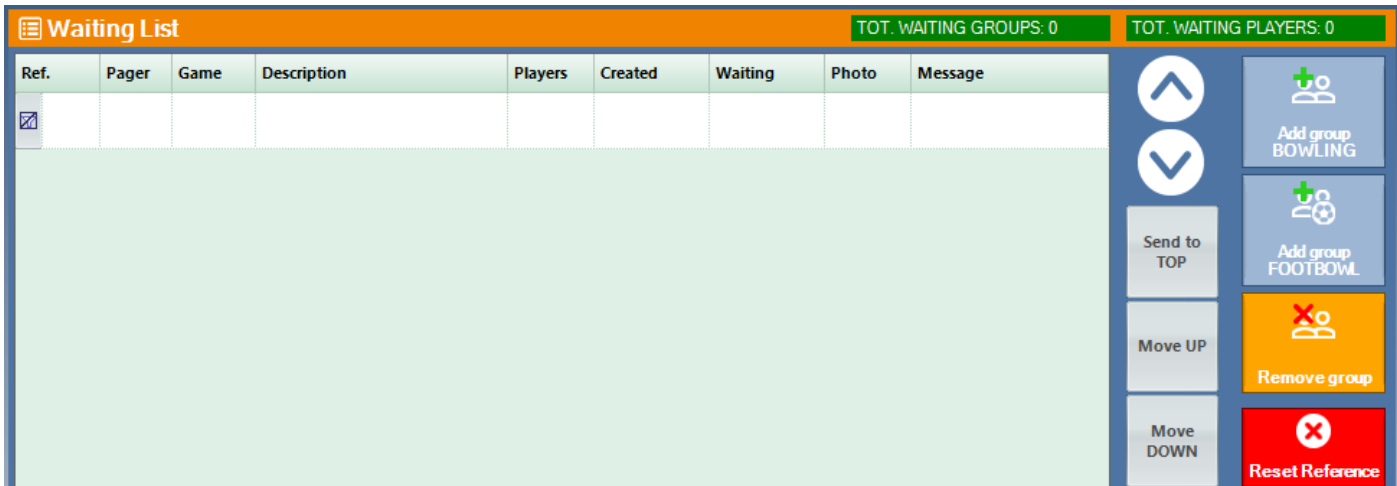 Waiting List
TOT. WAITING GROUPS: 0
TOT. WAITING PLAYERS: 0
Ref. Pager Game Description Players Created Waiting Photo Message
Add group
BOWLING
Add group
FOOTBOWL
Send to
TOP
Remove group
Move UP
Move
DOWN
Reset Reference